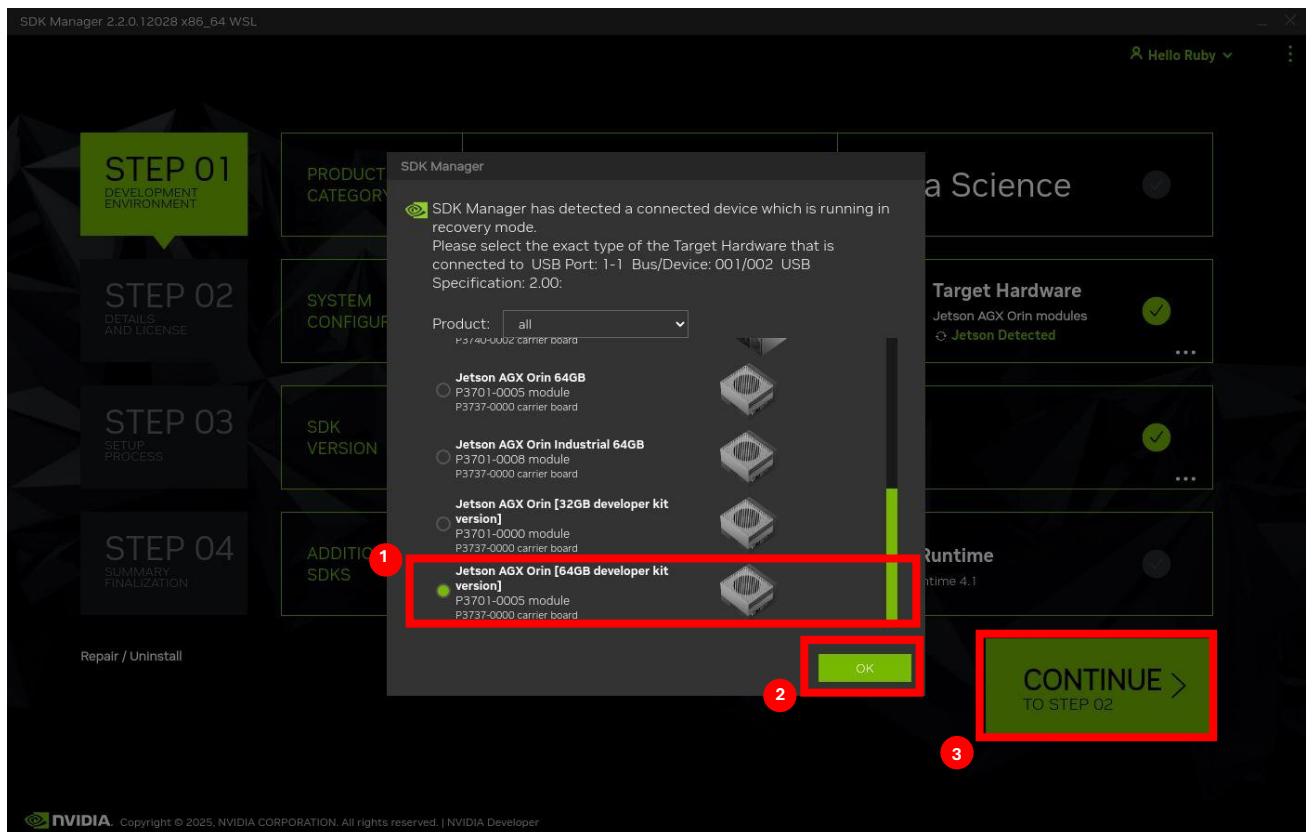 SDK Manager 2.2.0.12028 x86_64 WSL
Hello Ruby
STEP 01
DEVELOPMENT
ENVIRONMENT
PRODUCT
CATEGORY
a Science
STEP 02
DETAILS
AND LICENSE
SYSTEM
CONFIGUR
Target Hardware
Jetson AGX Orin modules
Jetson Detected
STEP 03
SETUP
PROCESS
SDK
VERSION
STEP 04
SUMMARY
FINALIZATION
ADDITIO
SDKS
Runtime
ntime 4.1
SDK Manager
SDK Manager has detected a connected device which is running in
recovery mode.
Please select the exact type of the Target Hardware that is
connected to USB Port: 1-1 Bus/Device: 001/002 USB
Specification: 2.00:
Product: all
P3740-0002 carrier board
Jetson AGX Orin 64GB
P3701-0005 module
P3737-0000 carrier board
Jetson AGX Orin Industrial 64GB
P3701-0008 module
P3737-0000 carrier board
Jetson AGX Orin [32GB developer kit
version]
P3701-0000 module
P3737-0000 carrier board
1
Jetson AGX Orin [64GB developer kit
version]
P3701-0005 module
P3737-0000 carrier board
OK
2
Repair / Uninstall
CONTINUE
TO STEP 02
3
NVIDIA. Copyright © 2025, NVIDIA CORPORATION. All rights reserved. | NVIDIA Developer